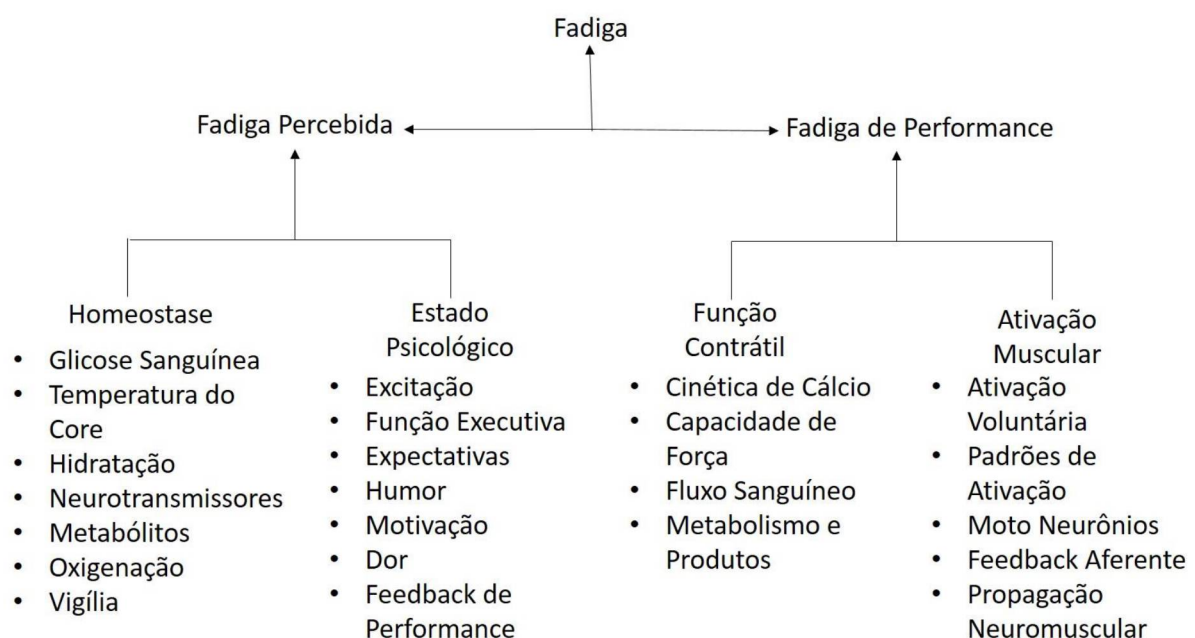 Fadiga
Fadiga Percebida
Fadiga de Performance
Homeostase
• Glicose Sanguínea
• Temperatura do
Core
• Hidratação
• Neurotransmissores
• Metabólitos
• Oxigenação
• Vigília
Estado
Psicológico
• Excitação
• Função Executiva
• Expectativas
• Humor
• Motivação
• Dor
• Feedback de
Performance
Função
Contrátil
• Cinética de Cálcio
• Capacidade de
Força
• Fluxo Sanguíneo
• Metabolismo e
Produtos
Ativação
Muscular
• Ativação
Voluntária
• Padrões de
Ativação
• Moto Neurônios
• Feedback Aferente
• Propagação
Neuromuscular